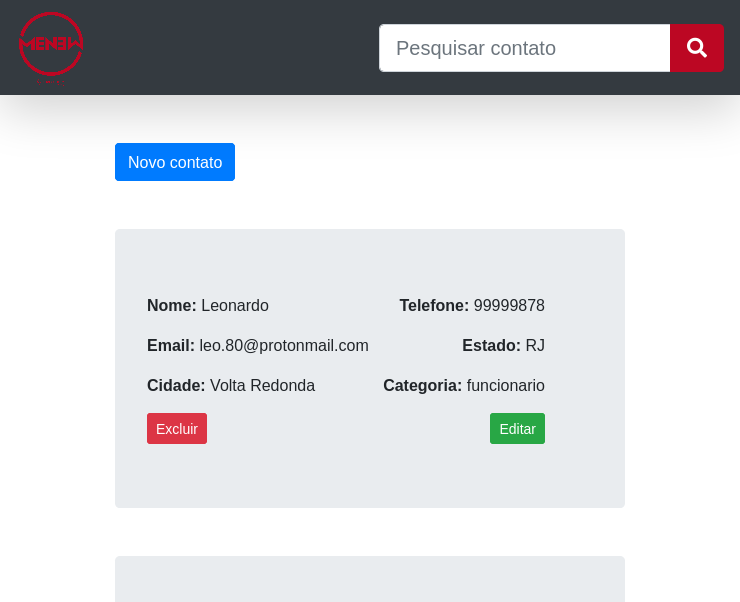 Pesquisar contato
Novo contato
Nome: Leonardo
Telefone: 99999878
Email: leo.80@protonmail.com
Estado: RJ
Cidade: Volta Redonda
Categoria: funcionario
Excluir
Editar